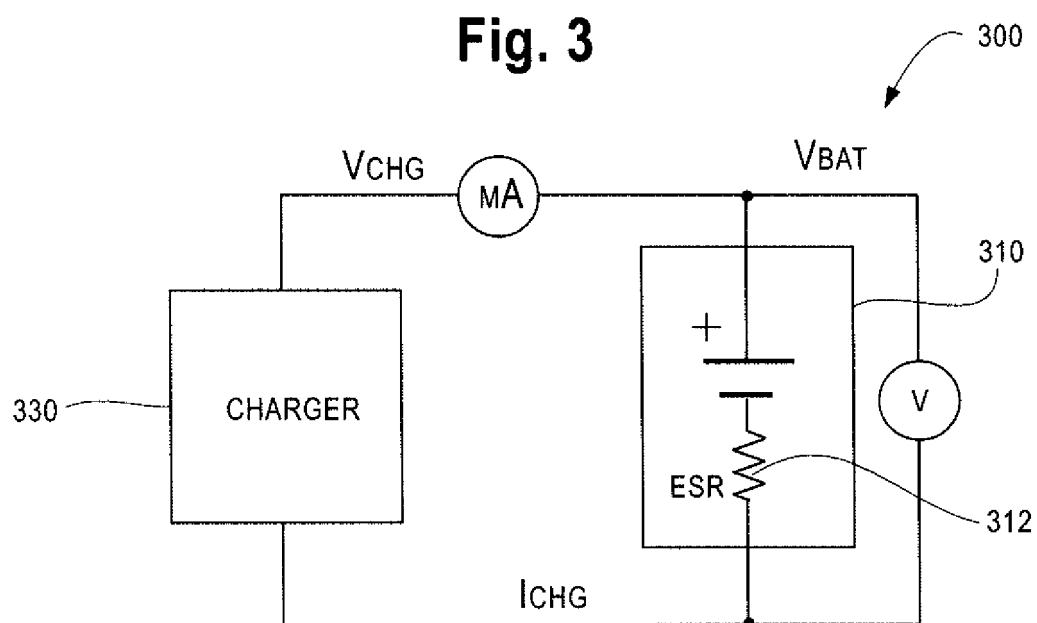 Fig. 3
300
VCHG
MA
VBAT
310
+
330
CHARGER
V
ESR
312
ICHG